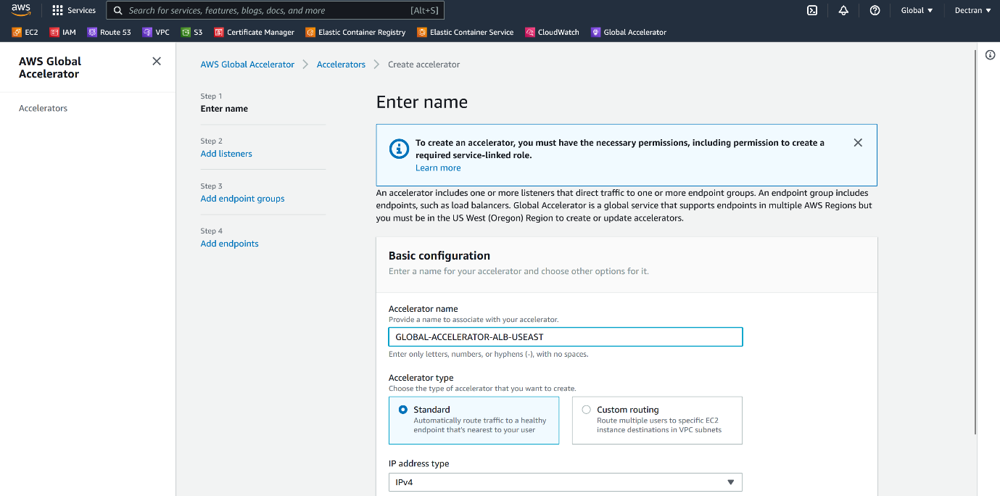 aws
Services
Search for services, features, blogs, docs, and more
[Alt+S]
Global
Dectran
EC2
IAM
Route 53
VPC
S3
Certificate Manager
Elastic Container Registry
Elastic Container Service
CloudWatch
Global Accelerator
AWS Global
Accelerator
Accelerators
AWS Global Accelerator
Accelerators
Create accelerator
Step 1
Enter name
Step 2
Add listeners
Step 3
Add endpoint groups
Step 4
Add endpoints
Enter name
To create an accelerator, you must have the necessary permissions, including permission to create a
required service-linked role.
Learn more
An accelerator includes one or more listeners that direct traffic to one or more endpoint groups. An endpoint group includes
endpoints, such as load balancers. Global Accelerator is a global service that supports endpoints in multiple AWS Regions but
you must be in the US West (Oregon) Region to create or update accelerators.
Basic configuration
Enter a name for your accelerator and choose other options for it.
Accelerator name
Provide a name to associate with your accelerator.
GLOBAL-ACCELERATOR-ALB-USEAST
Enter only letters, numbers, or hyphens (-), with no spaces.
Accelerator type
Choose the type of accelerator that you want to create.
Standard
Automatically route traffic to a healthy
endpoint that's nearest to your user
Custom routing
Route multiple users to specific EC2
instance destinations in VPC subnets
IP address type
IPv4